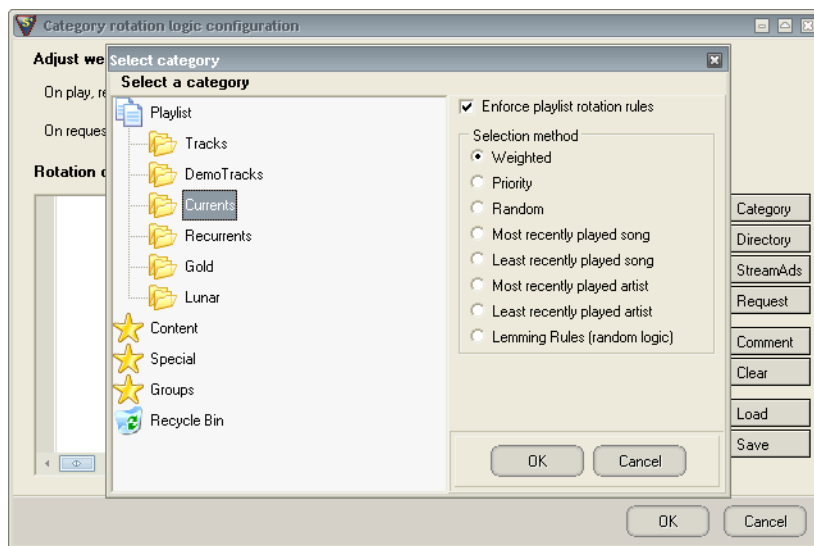 Category rotation logic configuration
Adjust we
On play, re
On reques
Rotation
Select category
Select a category
Playlist
Tracks
DemoTracks
Currents
Recurrents
Gold
Lunar
Content
Special
Groups
Recycle Bin
Enforce playlist rotation rules
Selection method
Weighted
Priority
Random
Most recently played song
Least recently played song
Most recently played artist
Least recently played artist
Lemming Rules (random logic)
OK
Cancel
Category
Directory
StreamAds
Request
Comment
Clear
Load
Save
OK
Cancel